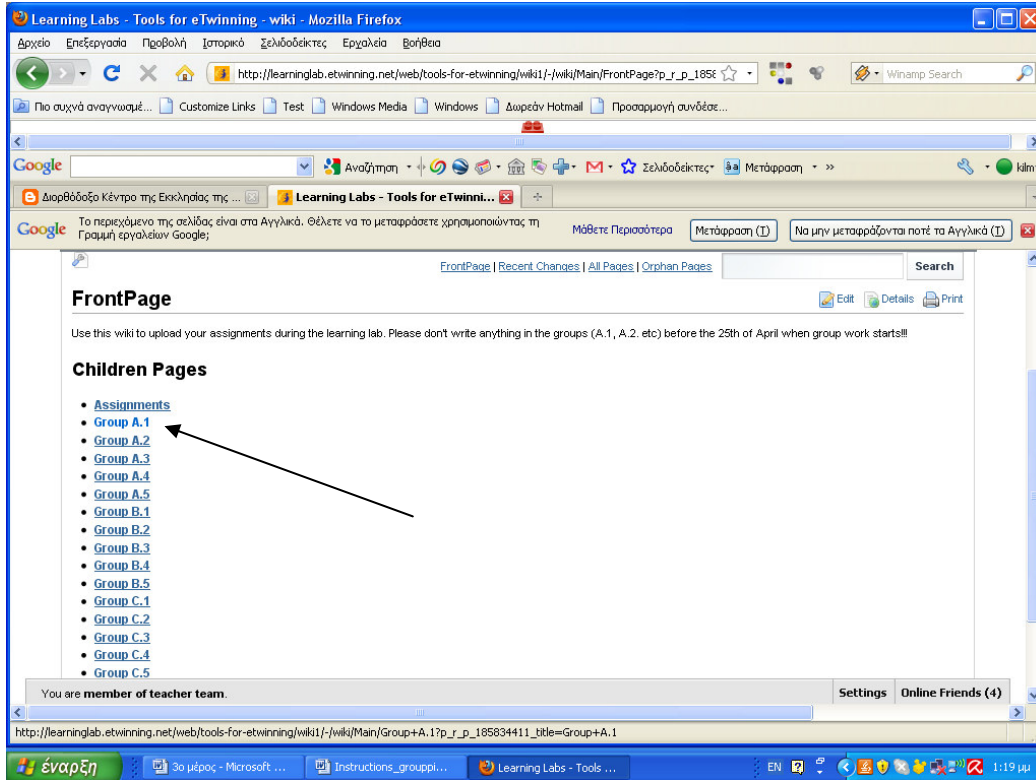 Learning Labs - Tools for eTwinning - wiki - Mozilla Firefox
Αρχείο Επεξεργασία Προβολή Ιστορικό Σελιδοδείκτες Εργαλεία Βοήθεια
http://learninglab.etwinning.net/web/tools-for-etwinning/wiki1/-/wiki/Main/FrontPage?p_r_p_1858 Winamp Search
Πιο συχνά αναγνωσμέ... Customize Links Test Windows Media Windows Δωρεάν Hotmail Προσαρμογή συνδέσε...
Google Αναζήτηση Σελιδοδείκτες Μετάφραση » kilm
Διορθόδοξο Κέντρο της Εκκλησίας της ... Learning Labs - Tools for eTwinni...
Google Το περιεχόμενο της σελίδας είναι στα Αγγλικά. Θέλετε να το μεταφράσετε χρησιμοποιώντας τη Γραμμή εργαλείων Google; Μάθετε Περισσότερα Μετάφραση (Τ) Να μην μεταφράζονται ποτέ τα Αγγλικά (Τ)
FrontPage | Recent Changes | All Pages | Orphan Pages Search
FrontPage Edit Details Print
Use this wiki to upload your assignments during the learning lab. Please don't write anything in the groups (A.1, A.2. etc) before the 25th of April when group work starts!!!
Children Pages
Assignments
Group A.1
Group A.2
Group A.3
Group A.4
Group A.5
Group B.1
Group B.2
Group B.3
Group B.4
Group B.5
Group C.1
Group C.2
Group C.3
Group C.4
Group C.5
You are member of teacher team. Settings Online Friends (4)
http://learninglab.etwinning.net/web/tools-for-etwinning/wiki1/-/wiki/Main/Group+A.1?p_r_p_185834411_title=Group+A.1
έναρξη 3ο μέρος - Microsoft ... Instructions_grouppi... Learning Labs - Tools ... EN 1:19 μμ